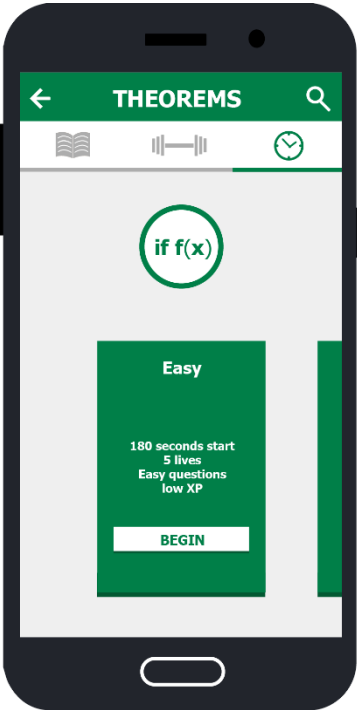 THEOREMS
if f(x)
Easy
180 seconds start
5 lives
Easy questions
low XP
BEGIN